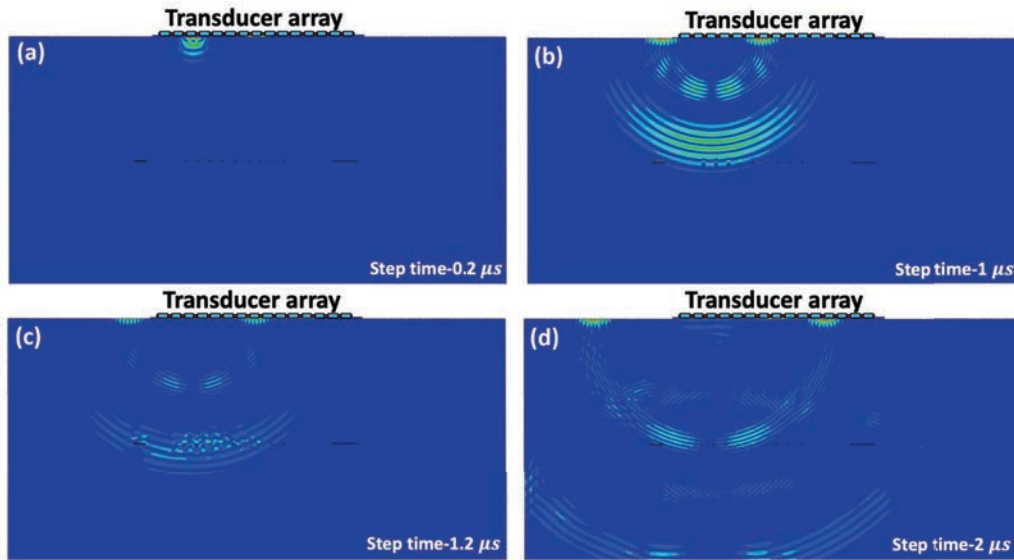 Transducer array
(a)
Step time-0.2 μs
Transducer array
(b)
Step time-1 μs
Transducer array
(c)
Step time-1.2 μs
Transducer array
(d)
Step time-2 μs